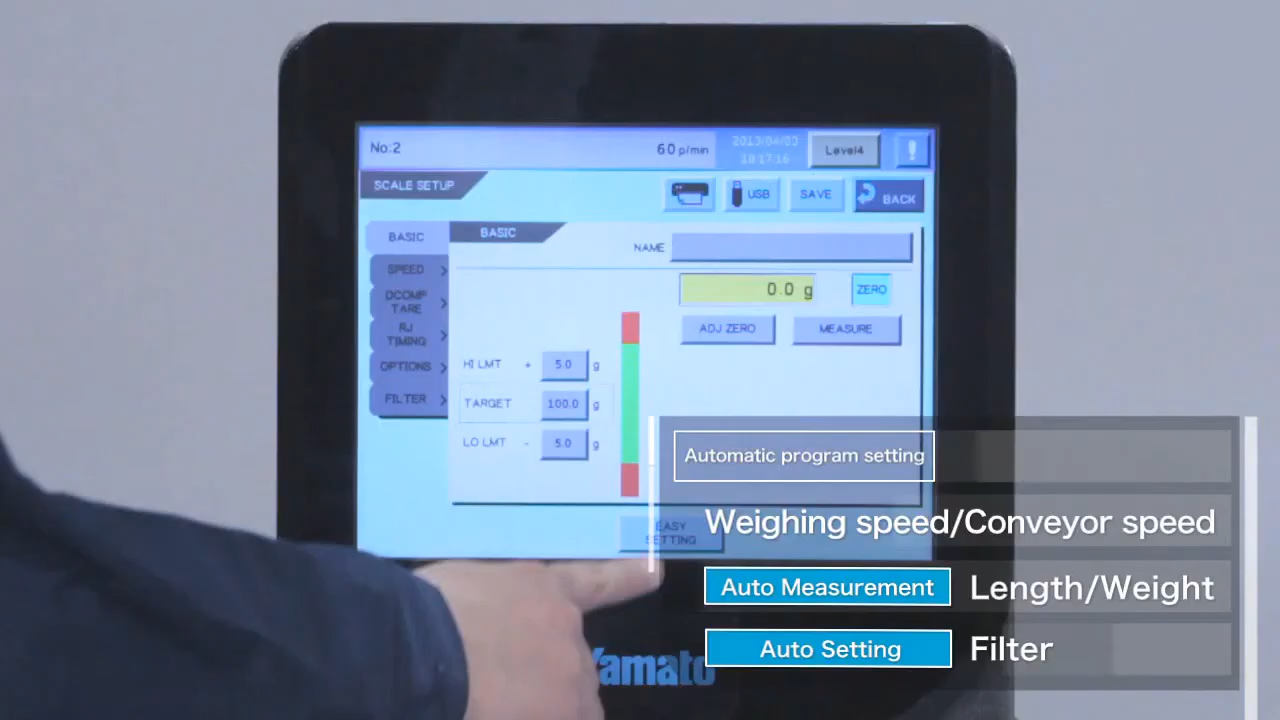 No:2
60 p/min
2013/04/03
18:17:16
Level4
!
SCALE SETUP
USB
SAVE
BACK
BASIC
BASIC
NAME
SPEED
0.0 g
ZERO
DCOMP
TARE
ADJ ZERO
MEASURE
RJ
TIMING
HI LMT + 5.0 g
OPTIONS
FILTER
TARGET 100.0 g
LO LMT - 5.0 g
EASY
SETTING
Automatic program setting
Weighing speed/Conveyor speed
Auto Measurement Length/Weight
Auto Setting Filter
Yamato